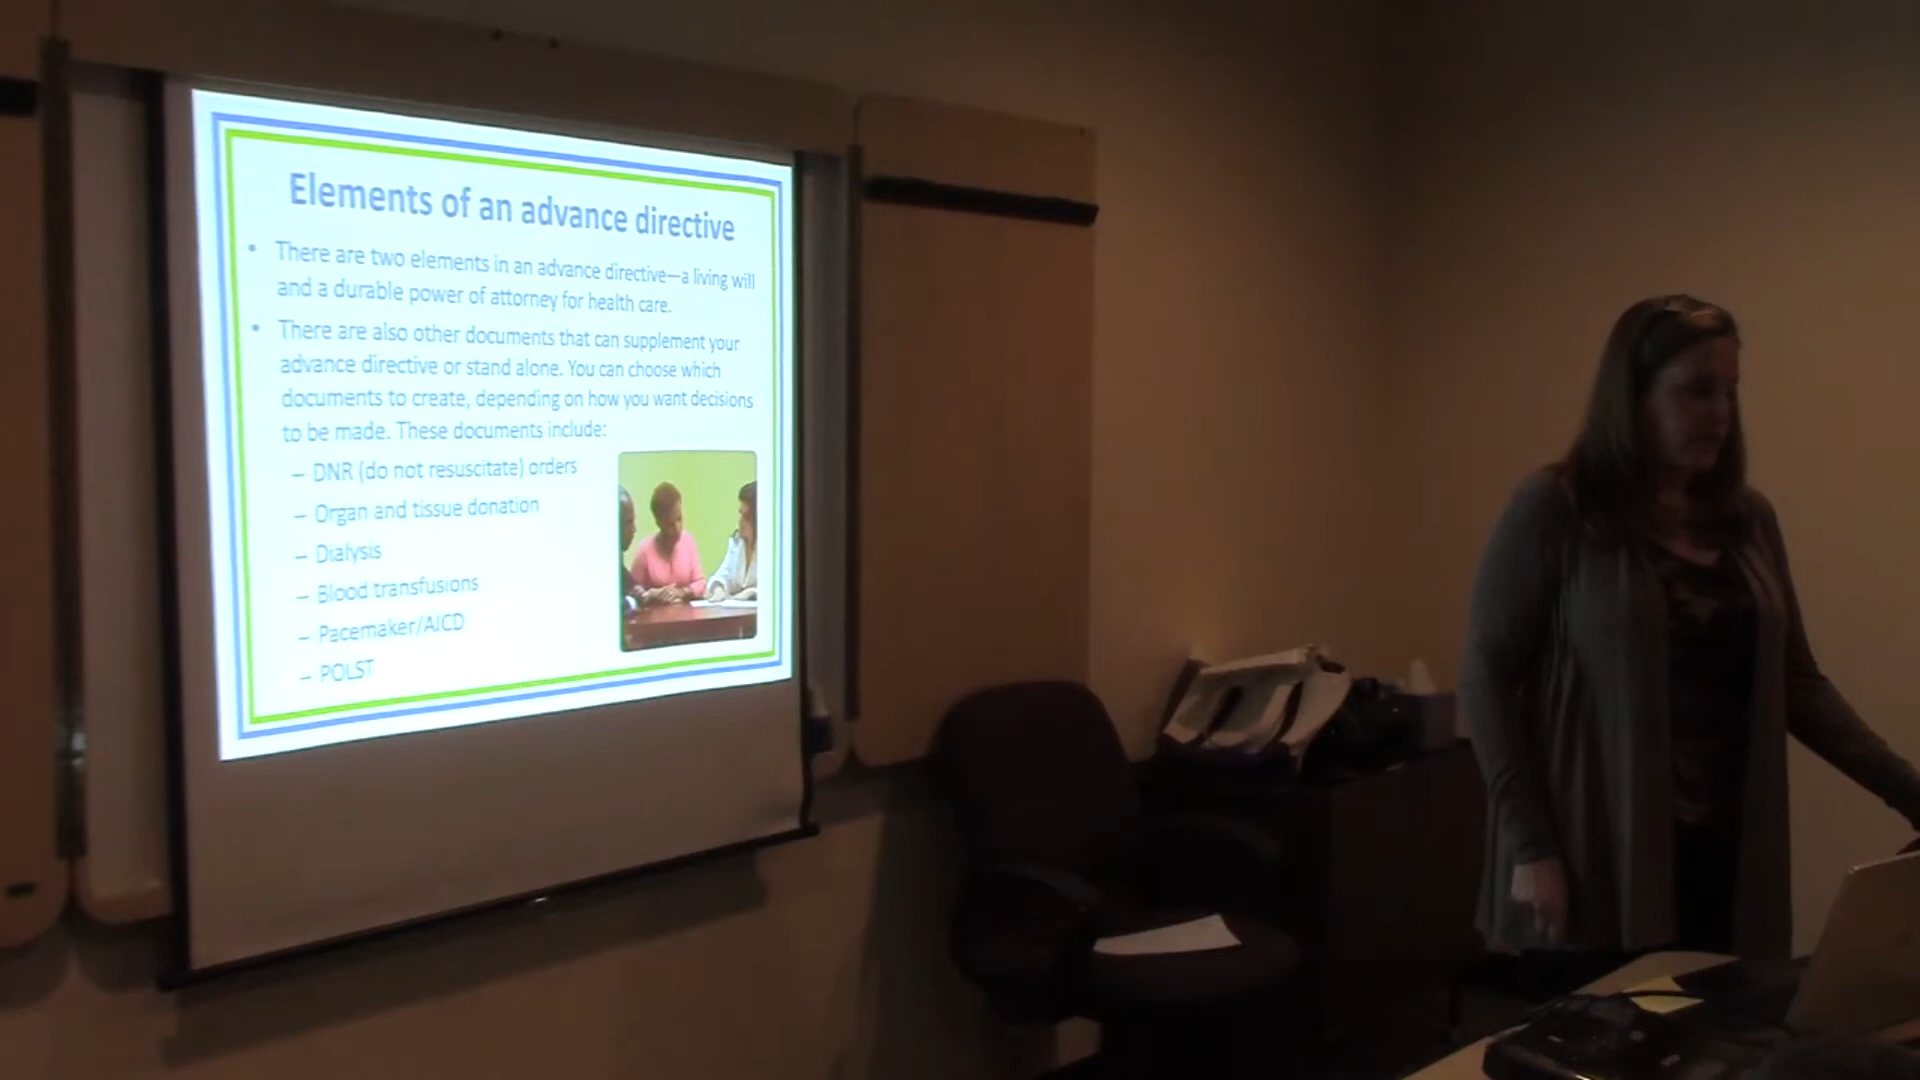 Elements of an advance directive
• There are two elements in an advance directive—a living will
and a durable power of attorney for health care.
• There are also other documents that can supplement your
advance directive or stand alone. You can choose which
documents to create, depending on how you want decisions
to be made. These documents include:
– DNR (do not resuscitate) orders
– Organ and tissue donation
– Dialysis
– Blood transfusions
– Pacemaker/AICD
– POLST